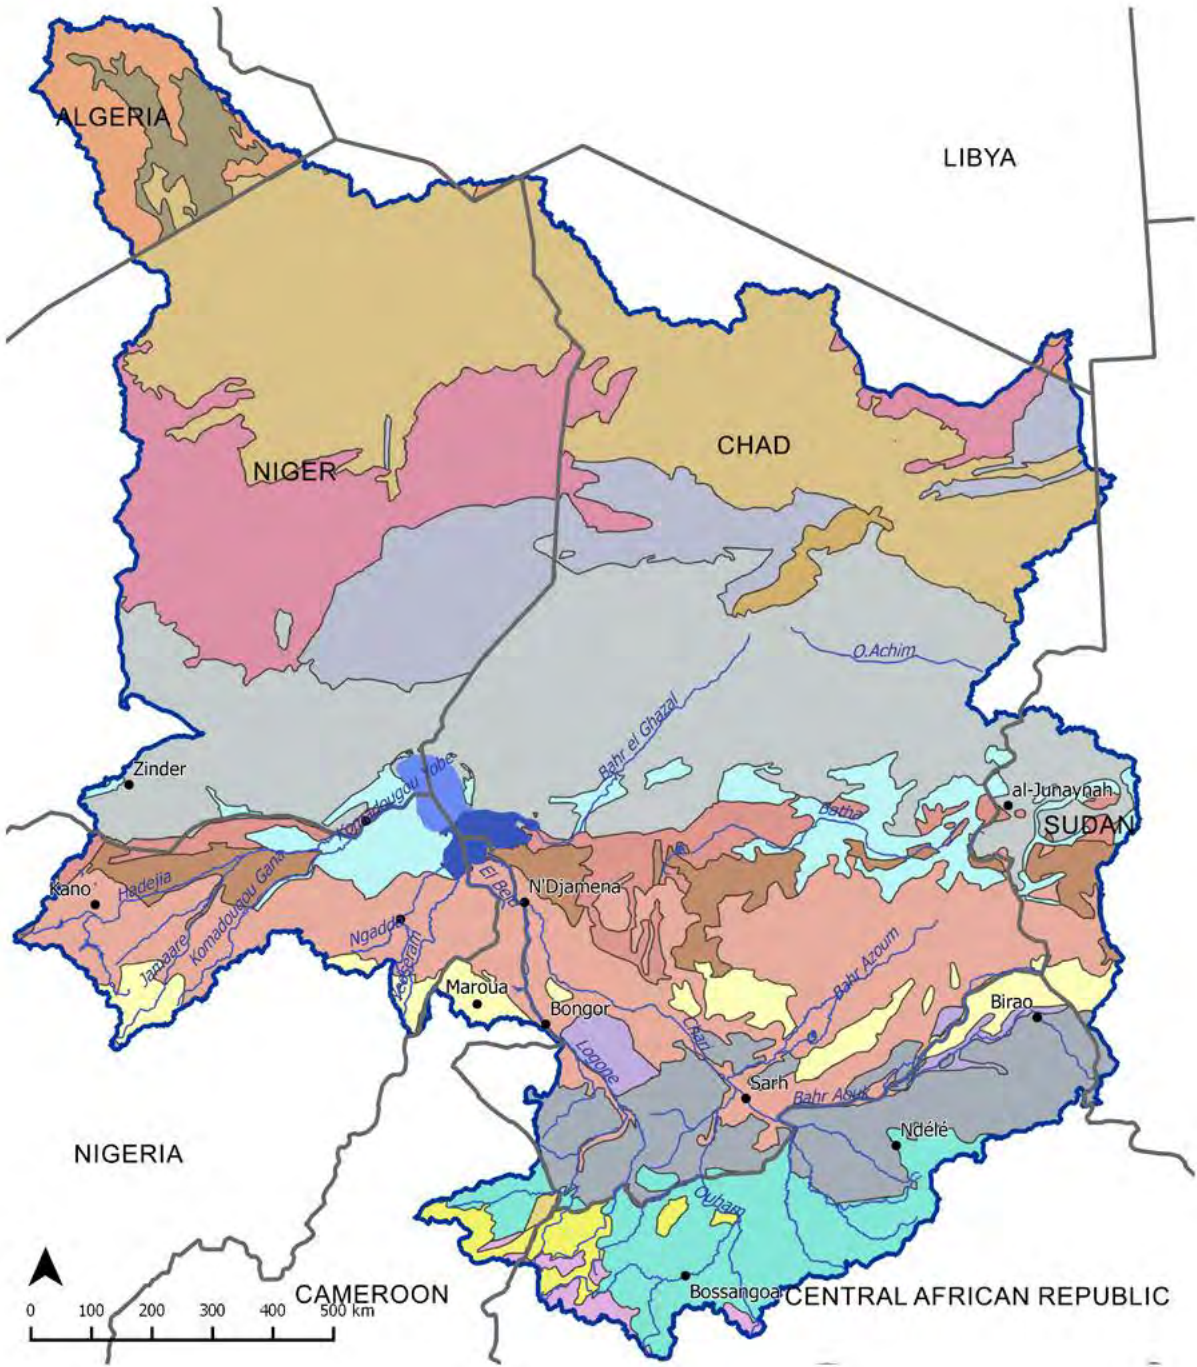 ALGERIA
LIBYA
CHAD
NIGER
O.Achim
Bahr el Ghazal
Zinder
Komadougou Yobe
al-Junaynah
Batha
SUDAN
Kano
Hadejia
Komadougou Gana
El Beid
N'Djamena
Ngadda
Jamaare
Yedseram
Bahr Azoum
Maroua
Bongor
Birao
Chari
Logone
Sarh
Bahr Aouk
Ndélé
NIGERIA
Ouham
Bossangoa
CAMEROON
CENTRAL AFRICAN REPUBLIC
0 100 200 300 400 500 km